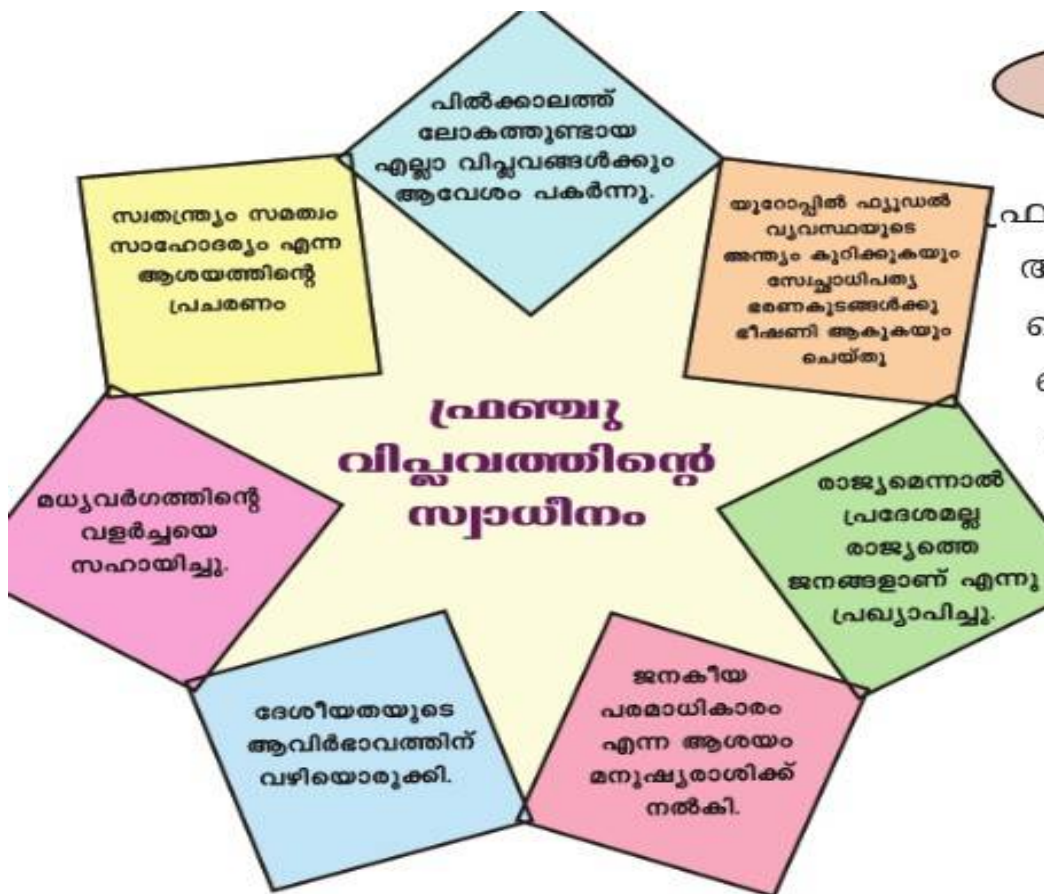 ഫ്രഞ്ചു
വിപ്ലവത്തിന്റെ
സ്വാധീനം
പിൽക്കാലത്ത്
ലോകത്തുണ്ടായ
എല്ലാ വിപ്ലവങ്ങൾക്കും
ആവേശം പകർന്നു.
യൂറോപ്പിൽ ഫ്യൂഡൽ
വ്യവസ്ഥയുടെ
അന്ത്യം കുറിക്കുകയും
സ്വേച്ഛാധിപത്യ
ഭരണകൂടങ്ങൾക്കു
ഭീഷണി ആകുകയും
ചെയ്തു
രാജ്യമെന്നാൽ
പ്രദേശമല്ല
രാജ്യത്തെ
ജനങ്ങളാണ് എന്നു
പ്രഖ്യാപിച്ചു.
ജനകീയ
പരമാധികാരം
എന്ന ആശയം
മനുഷ്യരാശിക്ക്
നൽകി.
ദേശീയതയുടെ
ആവിർഭാവത്തിന്
വഴിയൊരുക്കി.
മധ്യവർഗത്തിന്റെ
വളർച്ചയെ
സഹായിച്ചു.
സ്വതന്ത്ര്യം സമത്വം
സാഹോദര്യം എന്ന
ആശയത്തിന്റെ
പ്രചരണം